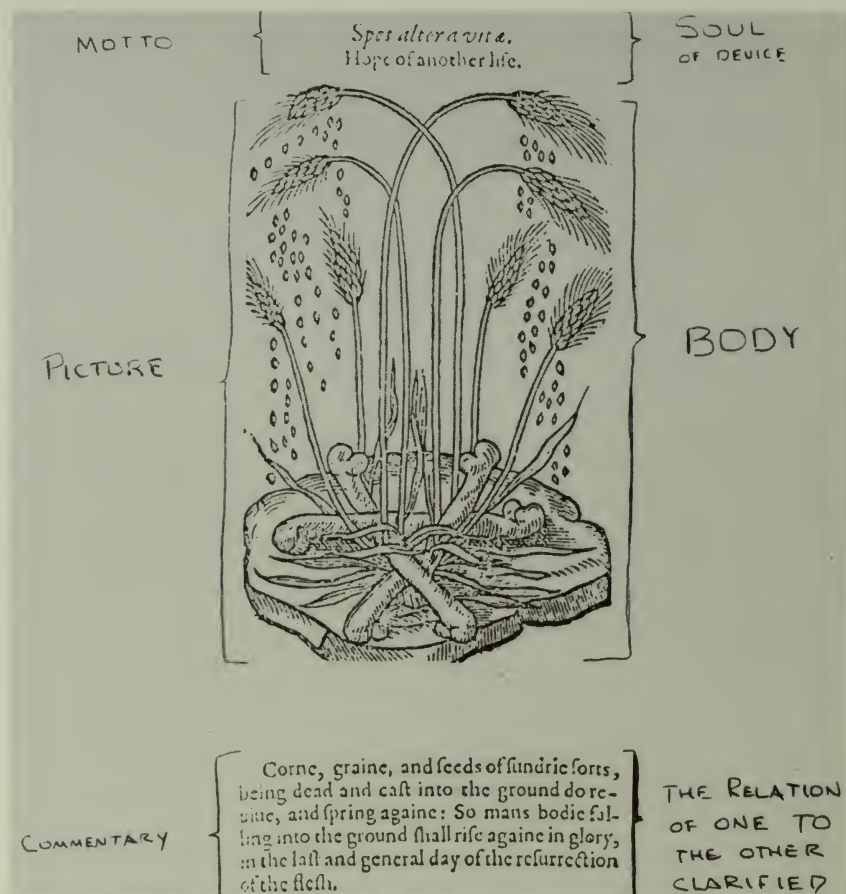 MOTTO
Spes altera vitæ.
Hope of another life.
SOUL
OF DEVICE
PICTURE
BODY
COMMENTARY
Corne, graine, and ſeeds of ſundrie ſorts,
being dead and caſt into the ground do re-
uiue, and ſpring againe: So mans bodie fal-
ling into the ground ſhall riſe againe in glory,
in the laſt and general day of the reſurrection
of the fleſh.
THE RELATION
OF ONE TO
THE OTHER
CLARIFIED